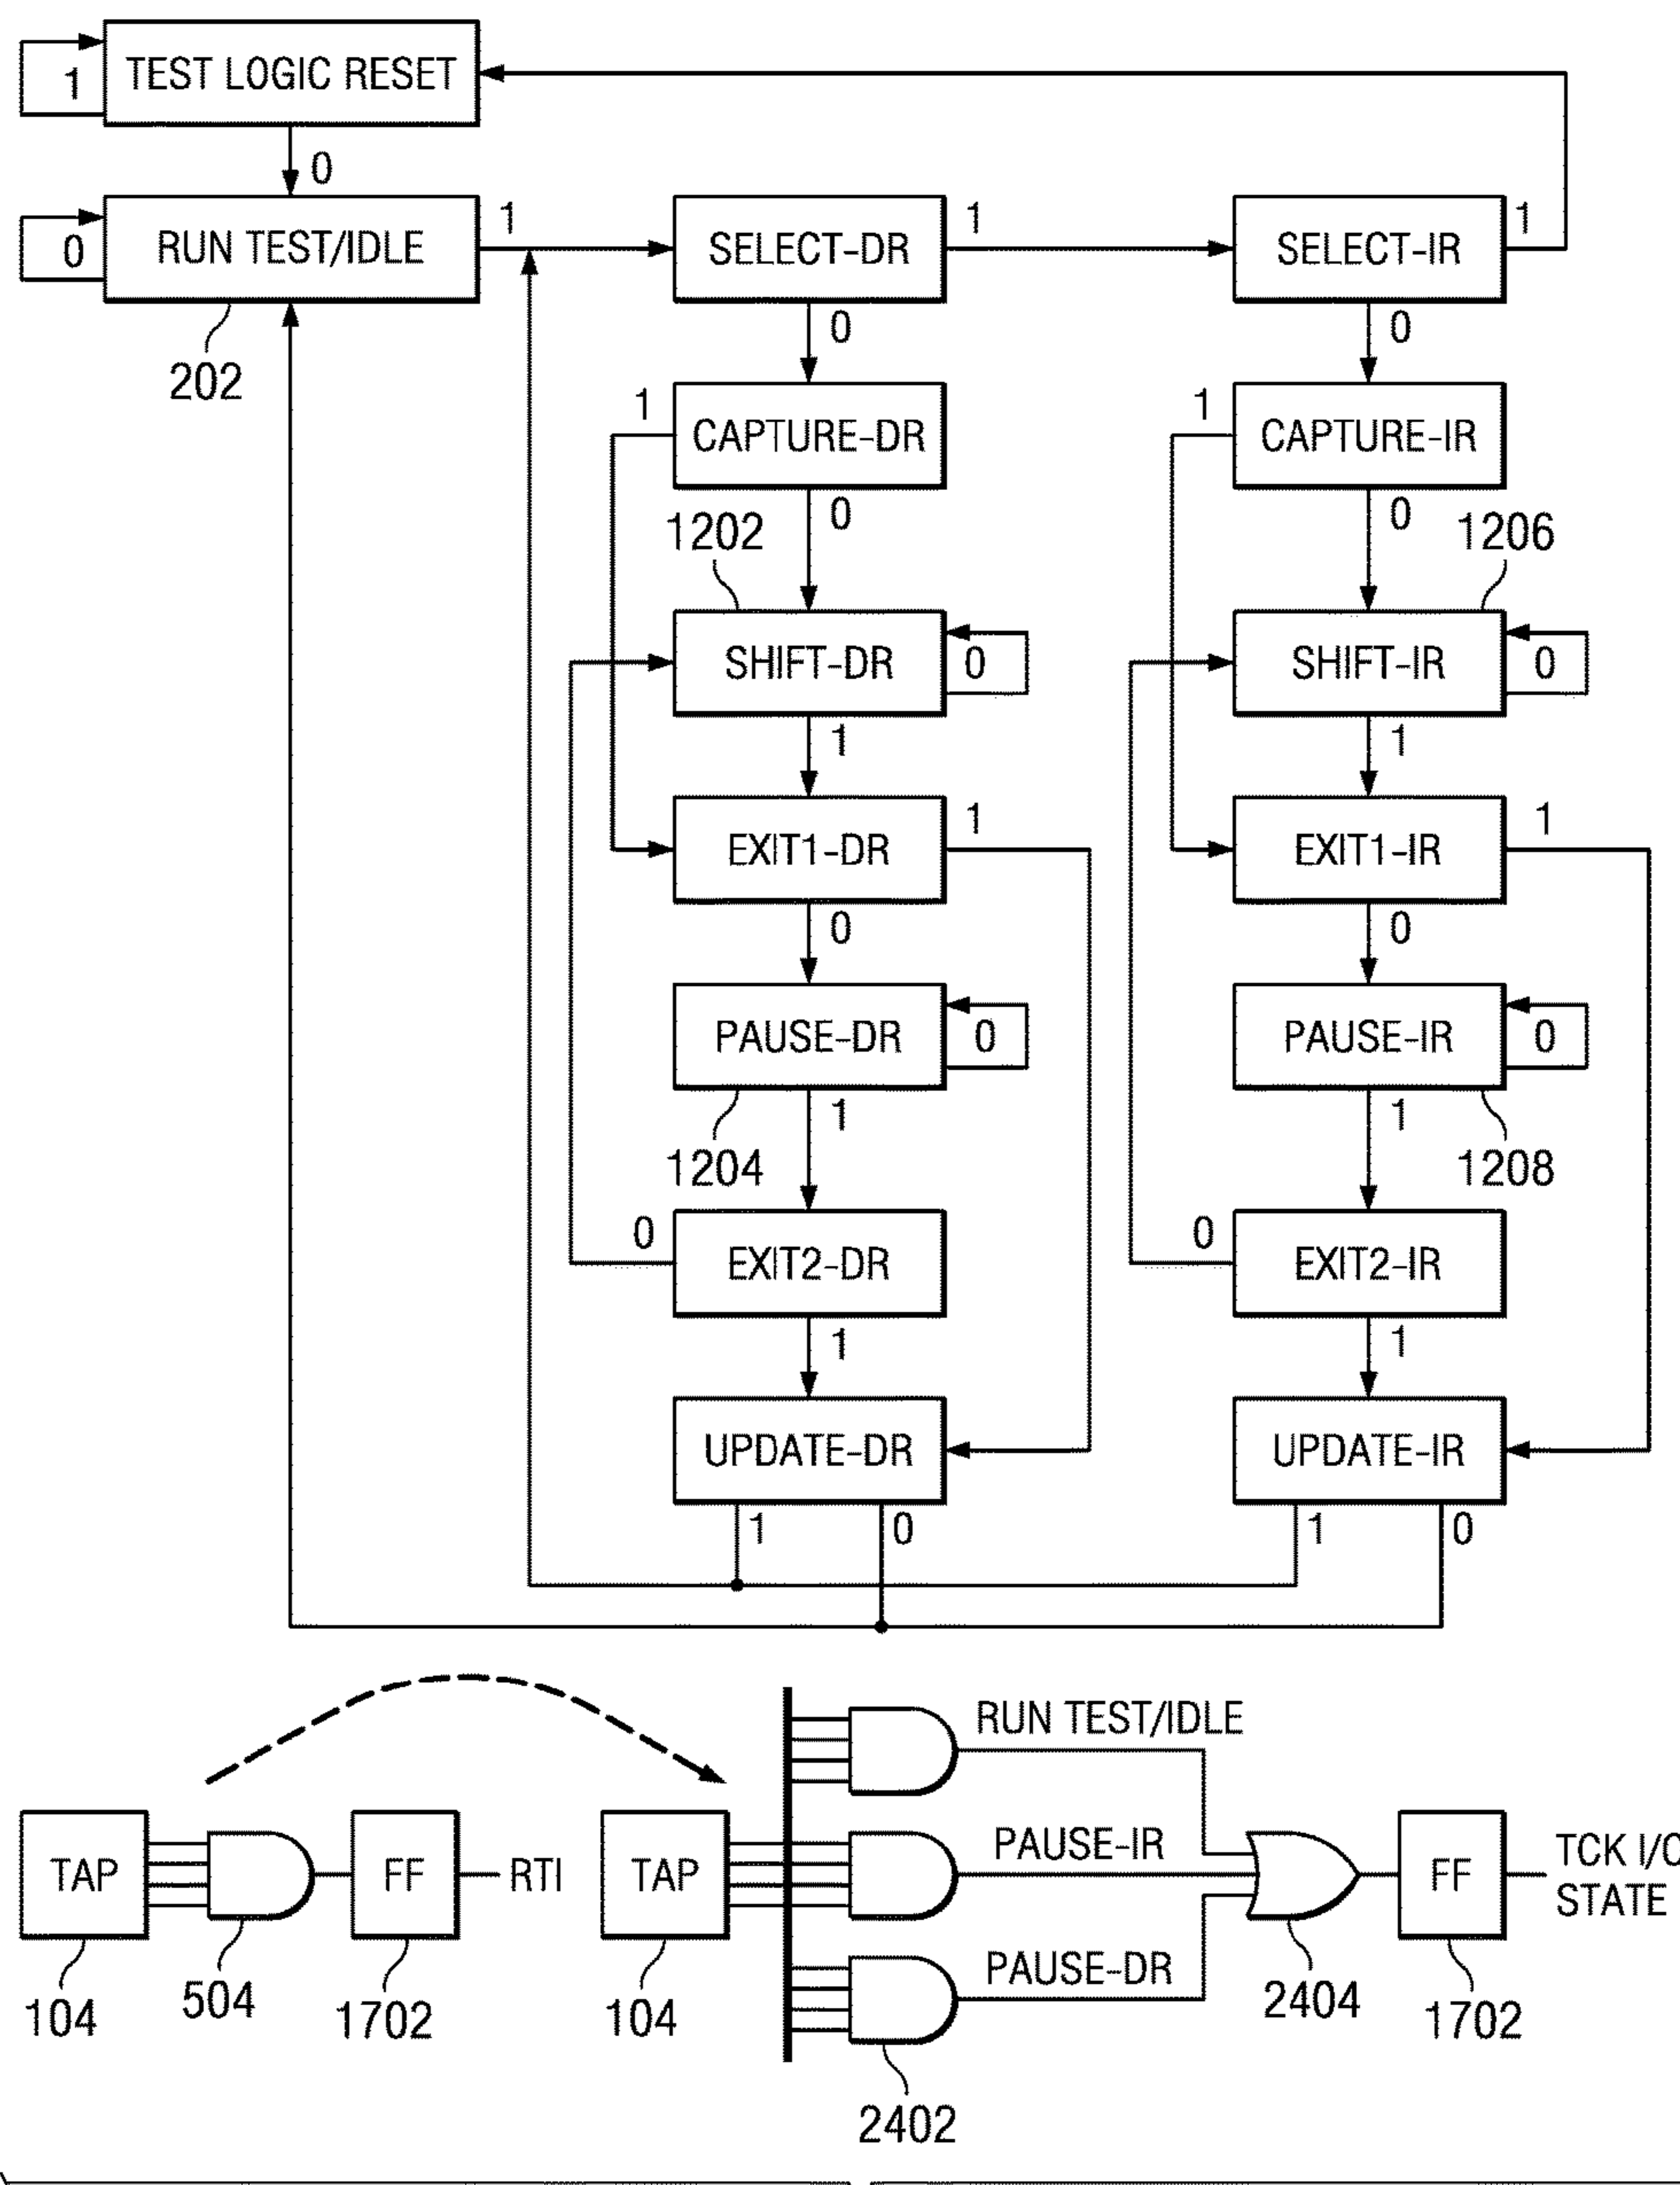 TEST LOGIC RESET
1
0
RUN TEST/IDLE
0
1
202
SELECT-DR
1
0
SELECT-IR
1
0
CAPTURE-DR
1
0
CAPTURE-IR
1
0
1202
1206
SHIFT-DR
0
1
SHIFT-IR
0
1
EXIT1-DR
1
0
EXIT1-IR
1
0
PAUSE-DR
0
1
PAUSE-IR
0
1
1204
1208
EXIT2-DR
0
1
EXIT2-IR
0
1
UPDATE-DR
1
0
UPDATE-IR
1
0
TAP
FF
RTI
104
504
1702
TAP
RUN TEST/IDLE
PAUSE-IR
PAUSE-DR
FF
TCK I/O
STATE
104
2402
2404
1702